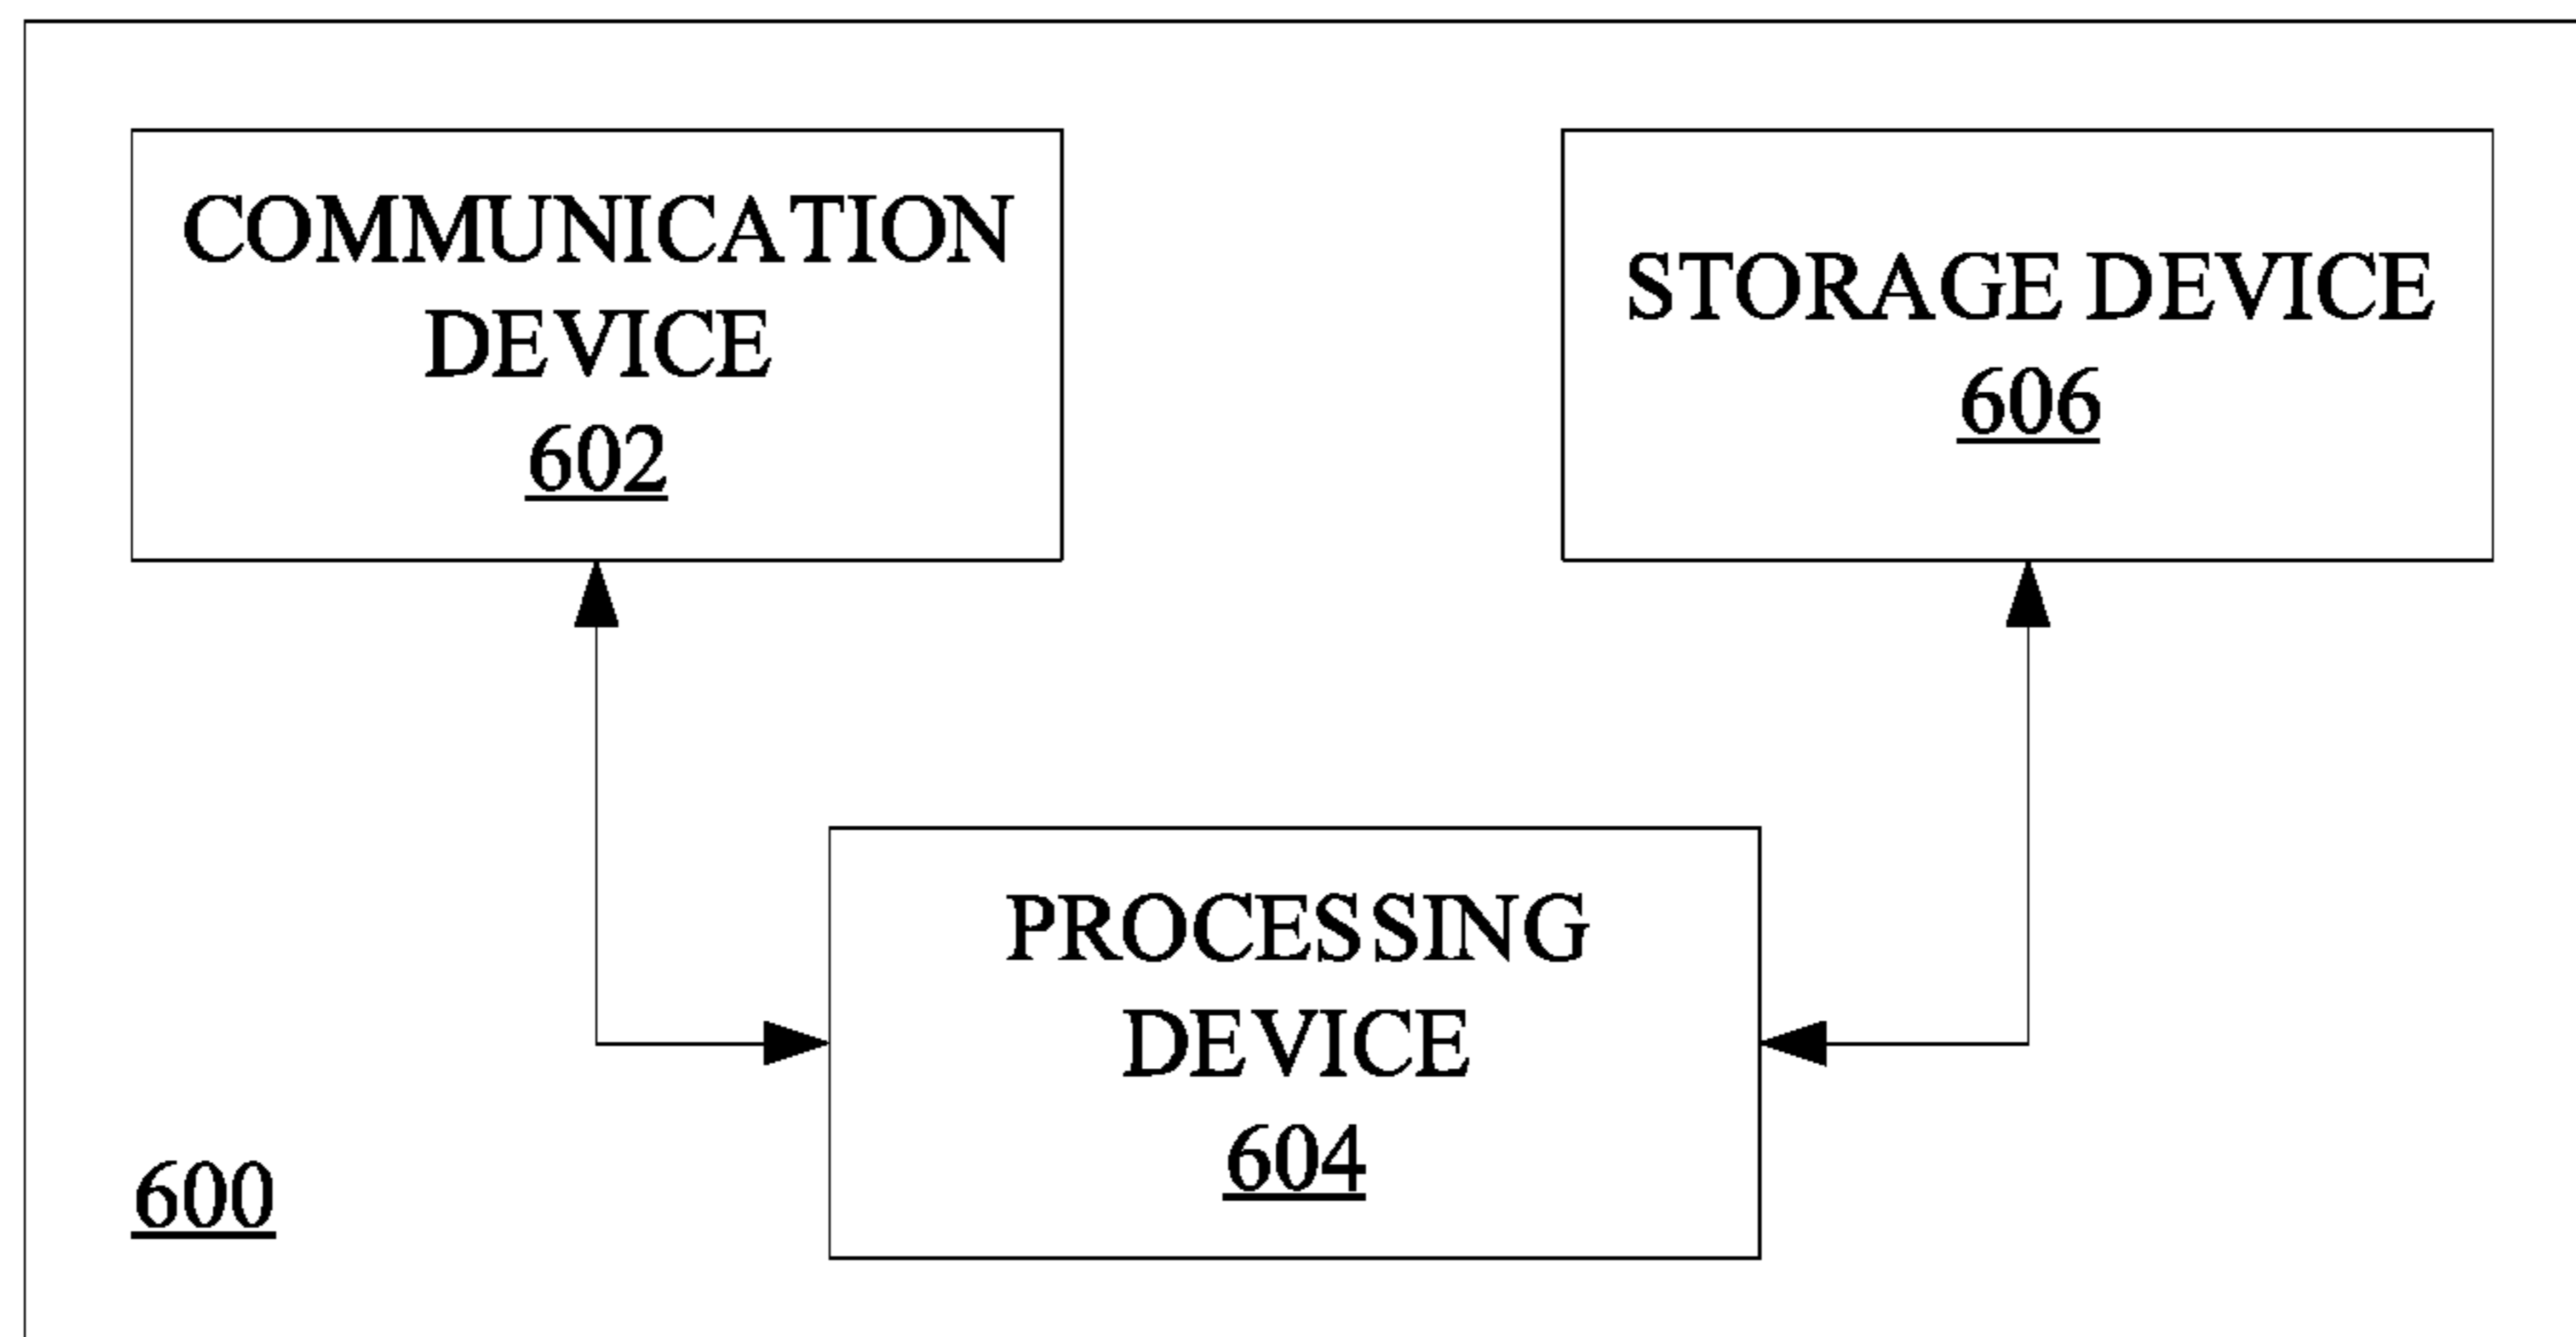 COMMUNICATION
DEVICE
602
STORAGE DEVICE
606
PROCESSING
DEVICE
604
600